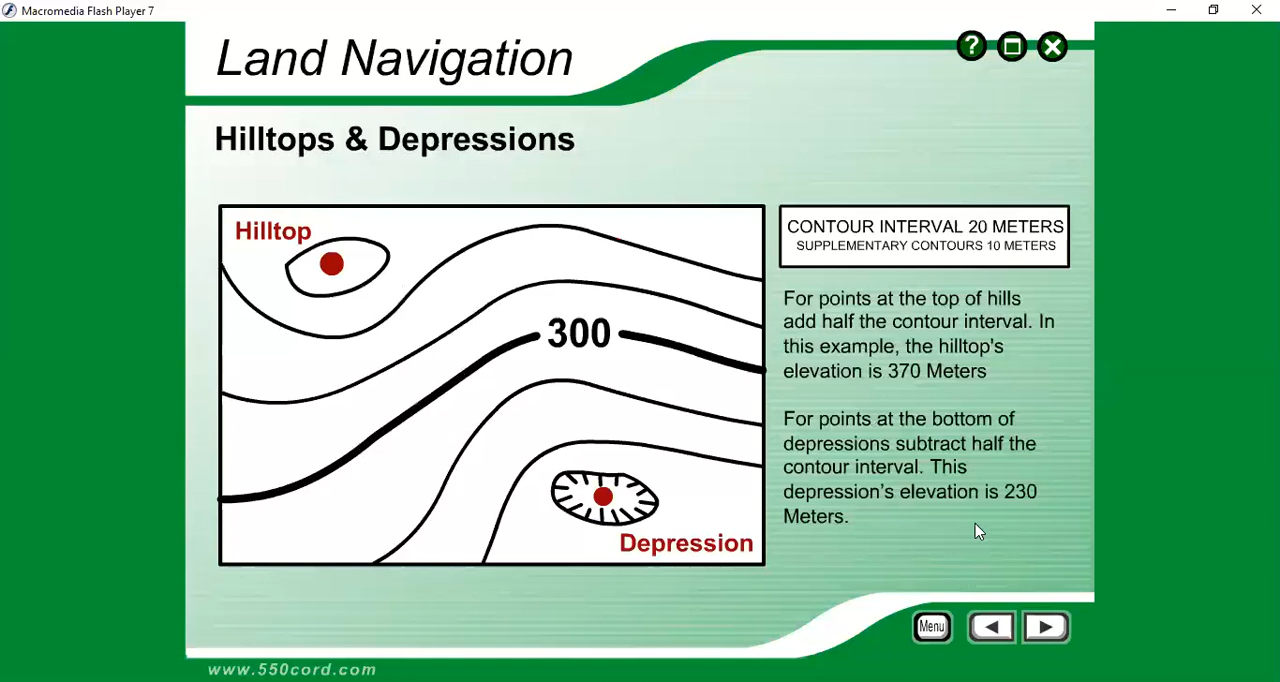 Macromedia Flash Player 7
Land Navigation
?
Hilltops & Depressions
Hilltop
300
Depression
CONTOUR INTERVAL 20 METERS
SUPPLEMENTARY CONTOURS 10 METERS
For points at the top of hills
add half the contour interval. In
this example, the hilltop's
elevation is 370 Meters
For points at the bottom of
depressions subtract half the
contour interval. This
depression's elevation is 230
Meters.
Menu
www.550cord.com